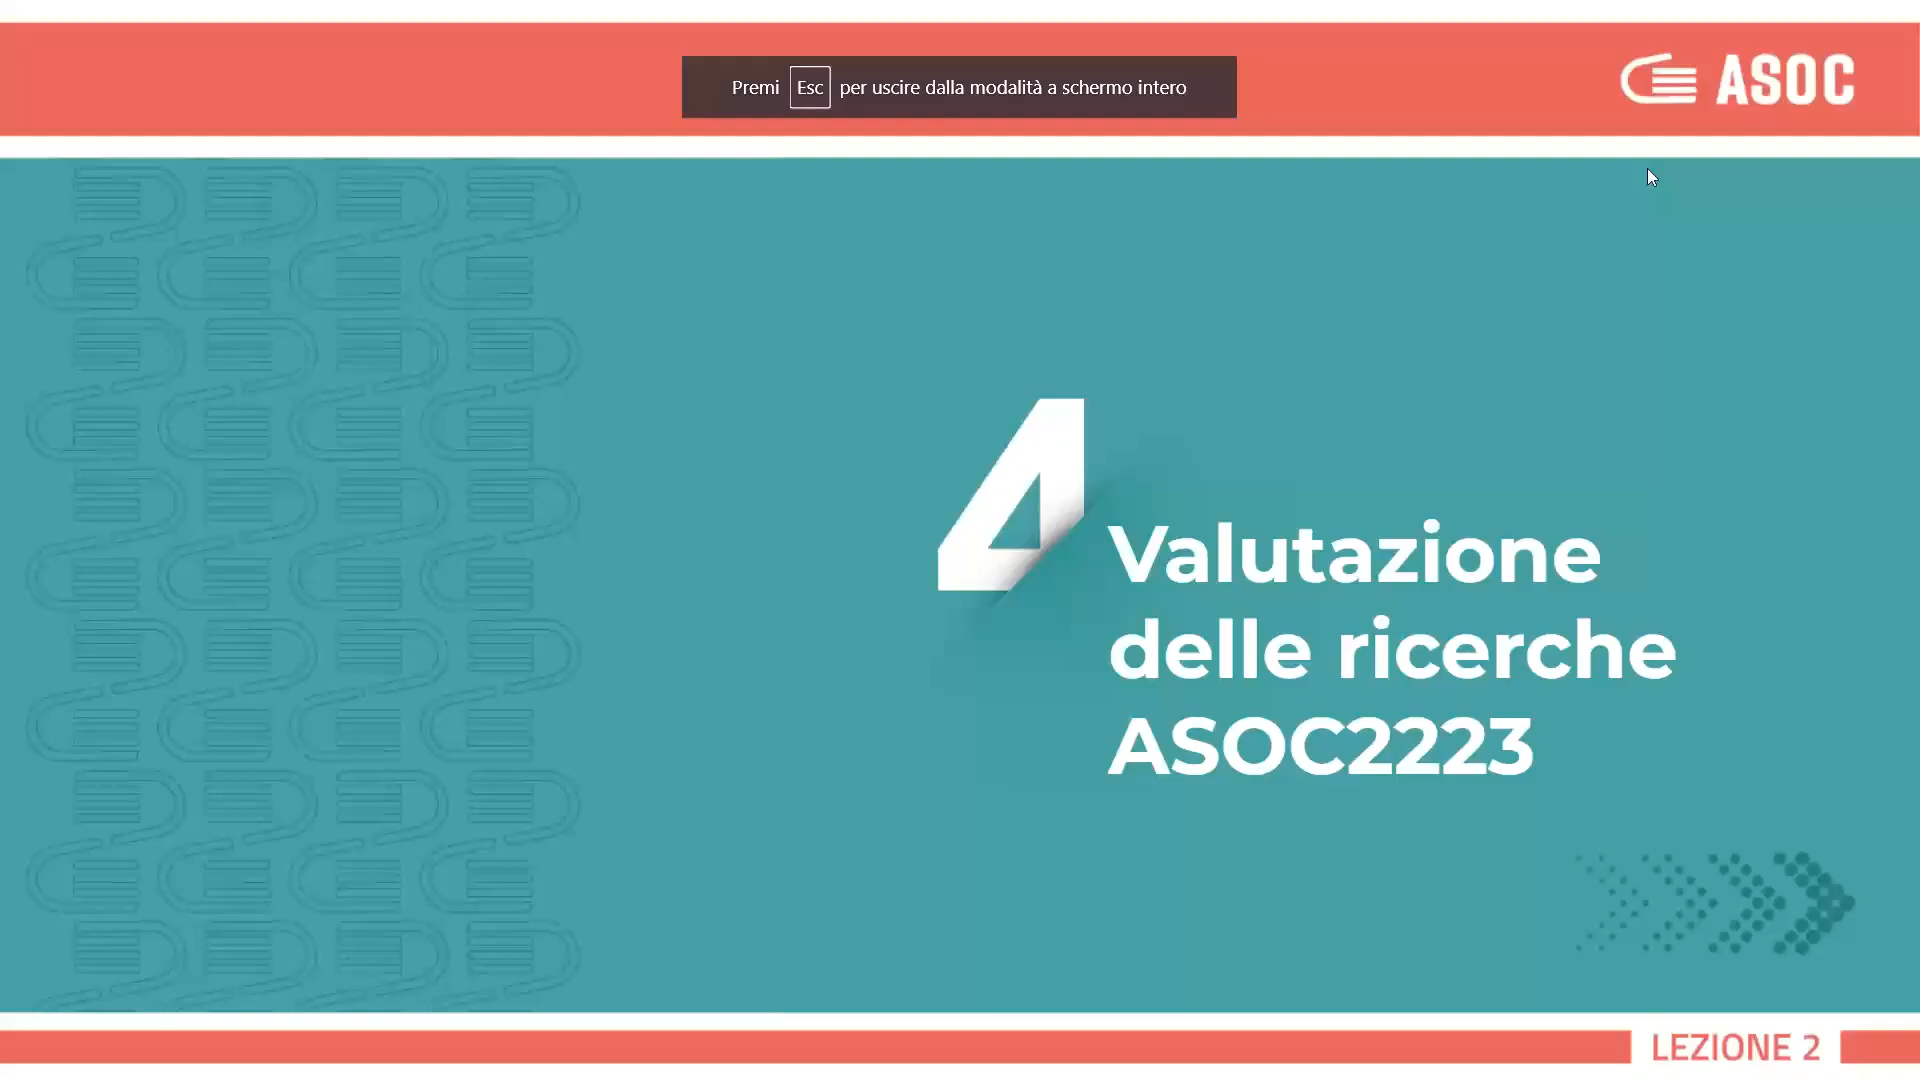 Premi Esc per uscire dalla modalità a schermo intero
ASOC
4
Valutazione
delle ricerche
ASOC2223
LEZIONE 2